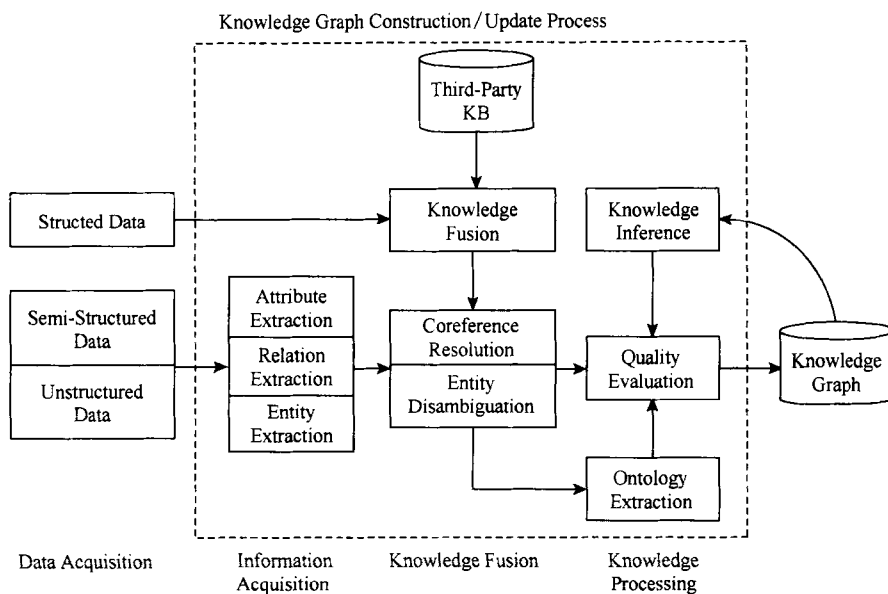 Knowledge Graph Construction/Update Process
Third-Party
KB
Structed Data
Knowledge
Fusion
Knowledge
Inference
Semi-Structured
Data
Unstructured
Data
Attribute
Extraction
Relation
Extraction
Entity
Extraction
Coreference
Resolution
Entity
Disambiguation
Quality
Evaluation
Knowledge
Graph
Ontology
Extraction
Data Acquisition
Information
Acquisition
Knowledge Fusion
Knowledge
Processing